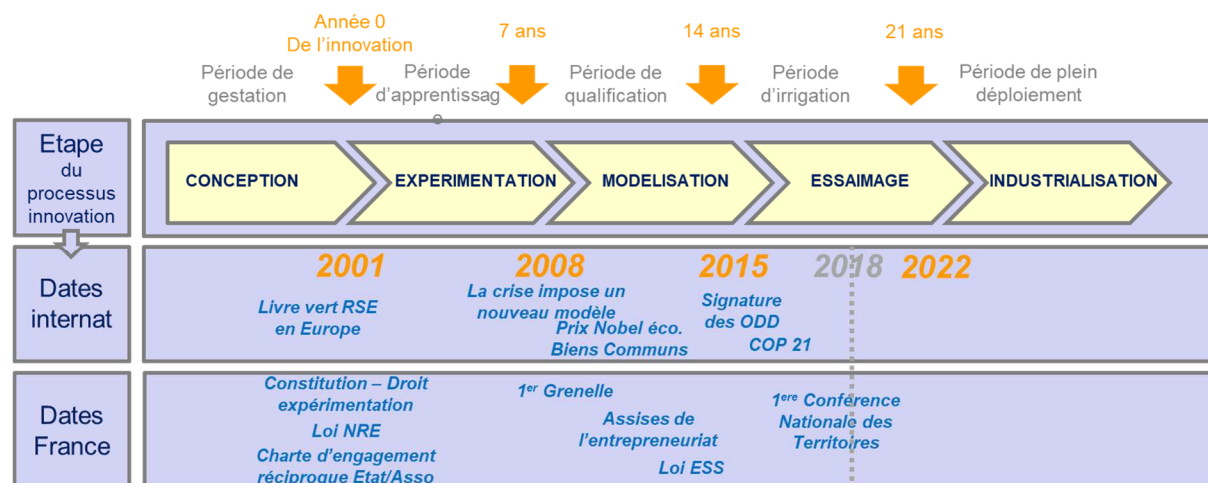 Année 0
De l'innovation
7 ans
14 ans
21 ans
Période de
gestation
Période
d'apprentissag
e
Période de
qualification
Période
d'irrigation
Période de plein
déploiement
Etape
du
processus
innovation
CONCEPTION
EXPERIMENTATION
MODELISATION
ESSAIMAGE
INDUSTRIALISATION
Dates
internat
2001
2008
2015
2018
2022
Livre vert RSE
en Europe
La crise impose un
nouveau modèle
Prix Nobel éco.
Biens Communs
Signature
des ODD
COP 21
Dates
France
Constitution – Droit
expérimentation
Loi NRE
Charte d'engagement
réciproque Etat/Asso
1er Grenelle
Assises de
l'entrepreneuriat
Loi ESS
1ere Conférence
Nationale des
Territoires